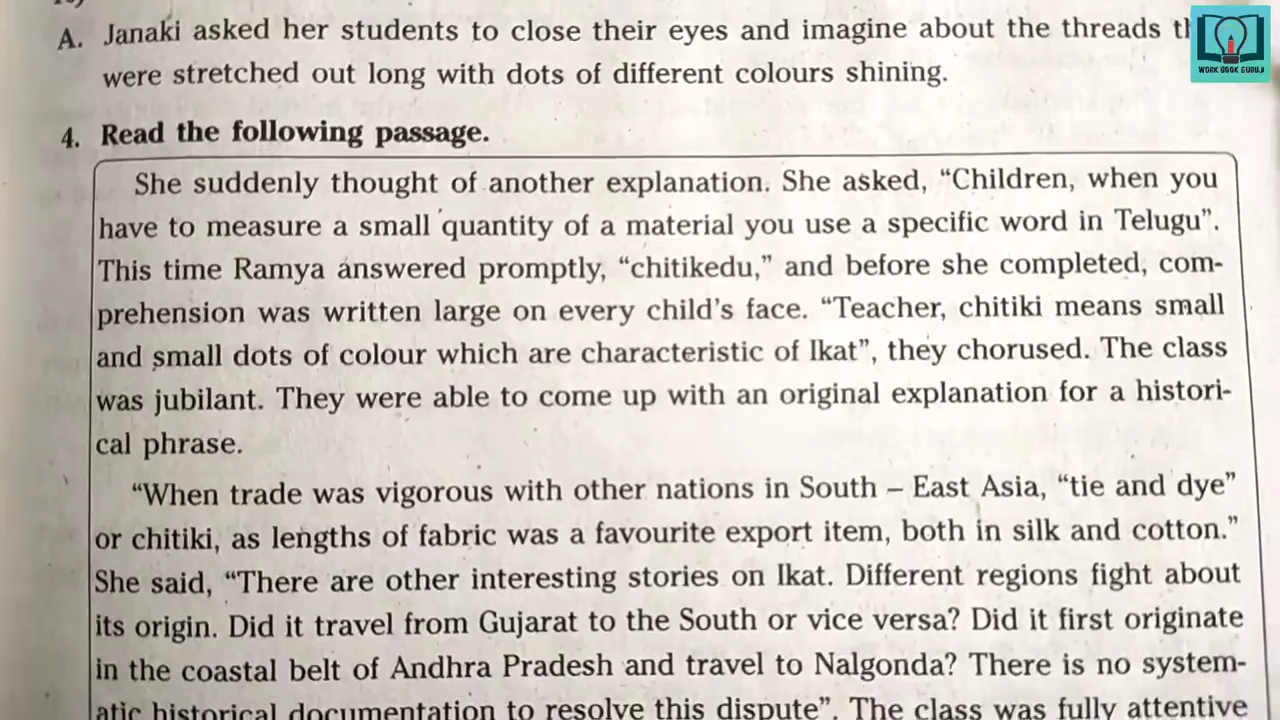 A. Janaki asked her students to close their eyes and imagine about the threads
were stretched out long with dots of different colours shining.
WORK BOOK GURUJI
4. Read the following passage.
She suddenly thought of another explanation. She asked, “Children, when you
have to measure a small quantity of a material you use a specific word in Telugu”.
This time Ramya answered promptly, “chitikedu,” and before she completed, com-
prehension was written large on every child’s face. “Teacher, chitiki means small
and small dots of colour which are characteristic of Ikat”, they chorused. The class
was jubilant. They were able to come up with an original explanation for a histori-
cal phrase.
“When trade was vigorous with other nations in South – East Asia, “tie and dye”
or chitiki, as lengths of fabric was a favourite export item, both in silk and cotton.”
She said, “There are other interesting stories on Ikat. Different regions fight about
its origin. Did it travel from Gujarat to the South or vice versa? Did it first originate
in the coastal belt of Andhra Pradesh and travel to Nalgonda? There is no system-
atic historical documentation to resolve this dispute”. The class was fully attentive